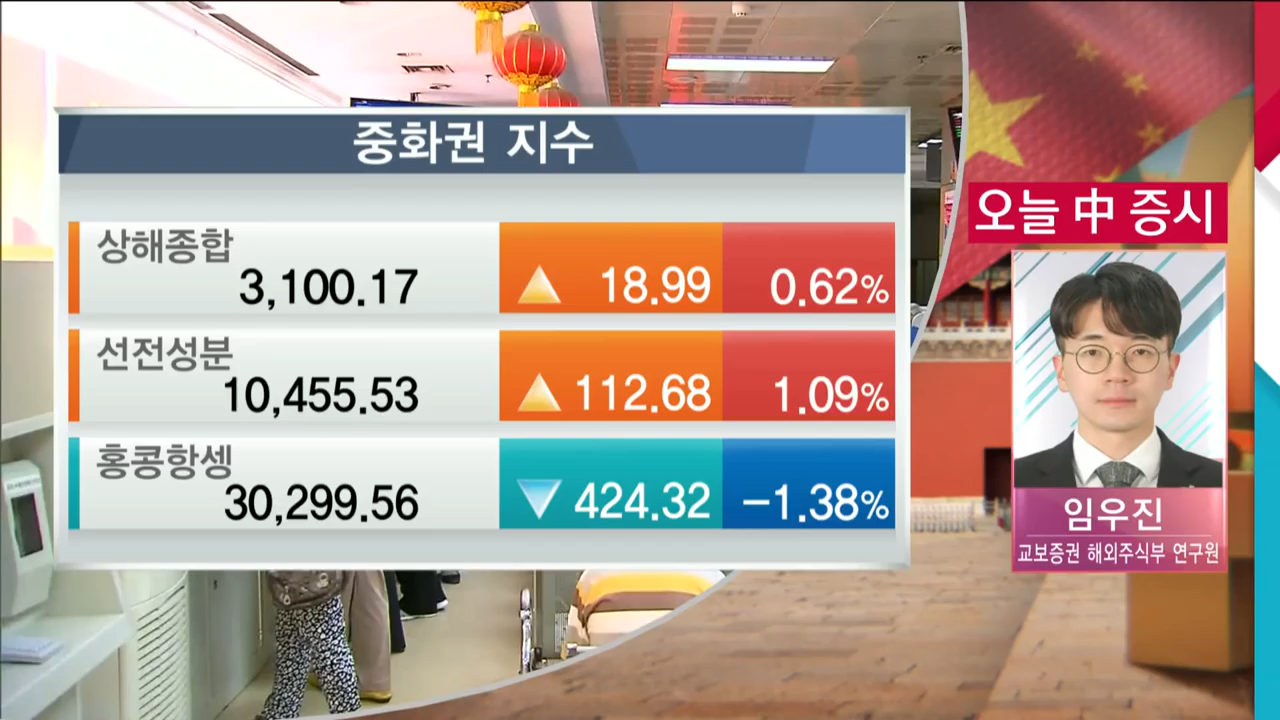 중화권 지수
상해종합
3,100.17 ▲ 18.99 0.62%
선전성분
10,455.53 ▲ 112.68 1.09%
홍콩항셍
30,299.56 ▼ 424.32 -1.38%
오늘 中 증시
임우진
교보증권 해외주식부 연구원